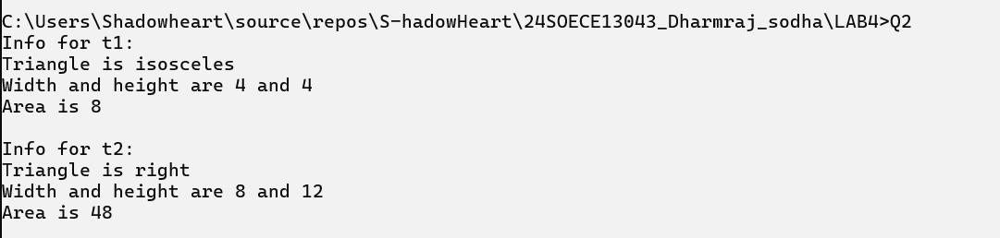 C:\Users\Shadowheart\source\repos\S-hadowHeart\24SOECE13043_Dharmraj_sodha\LAB4>Q2
Info for t1:
Triangle is isosceles
Width and height are 4 and 4
Area is 8
Info for t2:
Triangle is right
Width and height are 8 and 12
Area is 48